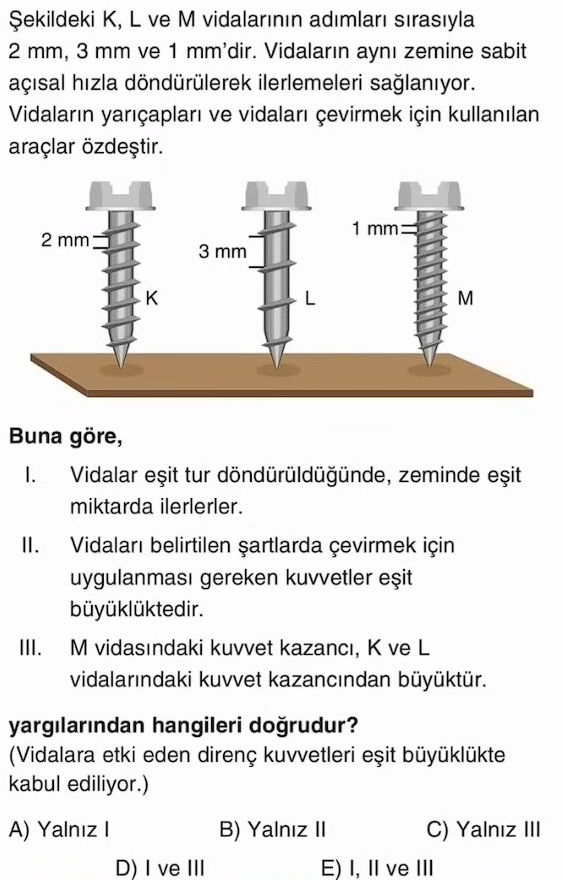 Şekildeki K, L ve M vidalarının adımları sırasıyla
2 mm, 3 mm ve 1 mm'dir. Vidaların aynı zemine sabit
açısal hızla döndürülerek ilerlemeleri sağlanıyor.
Vidaların yarıçapları ve vidaları çevirmek için kullanılan
araçlar özdeştir.
2 mm
3 mm
1 mm
K
L
M
Buna göre,
I. Vidalar eşit tur döndürüldüğünde, zeminde eşit
miktarda ilerlerler.
II. Vidaları belirtilen şartlarda çevirmek için
uygulanması gereken kuvvetler eşit
büyüklüktedir.
III. M vidasındaki kuvvet kazancı, K ve L
vidalarındaki kuvvet kazancından büyüktür.
yargılarından hangileri doğrudur?
(Vidalara etki eden direnç kuvvetleri eşit büyüklükte
kabul ediliyor.)
A) Yalnız I B) Yalnız II C) Yalnız III
D) I ve III E) I, II ve III